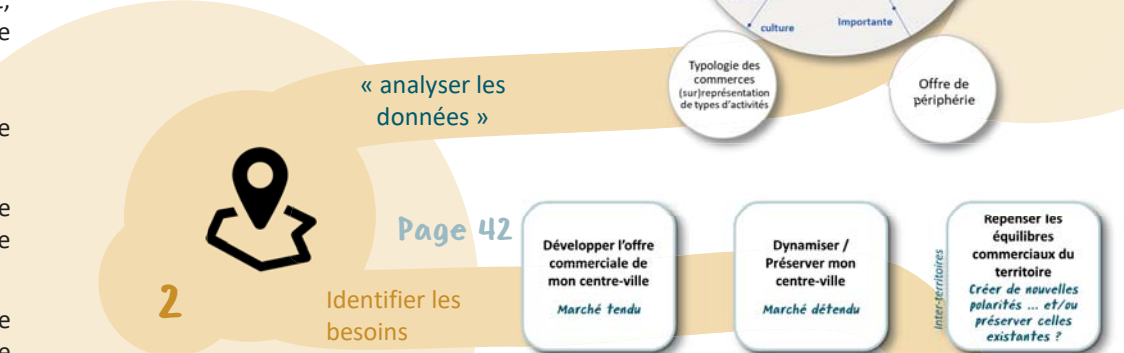 culture
Importante
Typologie des
commerces
(sur)représentation
de types d'activités
Offre de
périphérie
« analyser les
données »
Page 42
2
Identifier les
besoins
Développer l'offre
commerciale de
mon centre-ville
Marché tendu
Dynamiser /
Préserver mon
centre-ville
Marché détendu
Inter-territoires
Repenser les
équilibres
commerciaux du
territoire
Créer de nouvelles
polarités ... et/ou
préserver celles
existantes ?